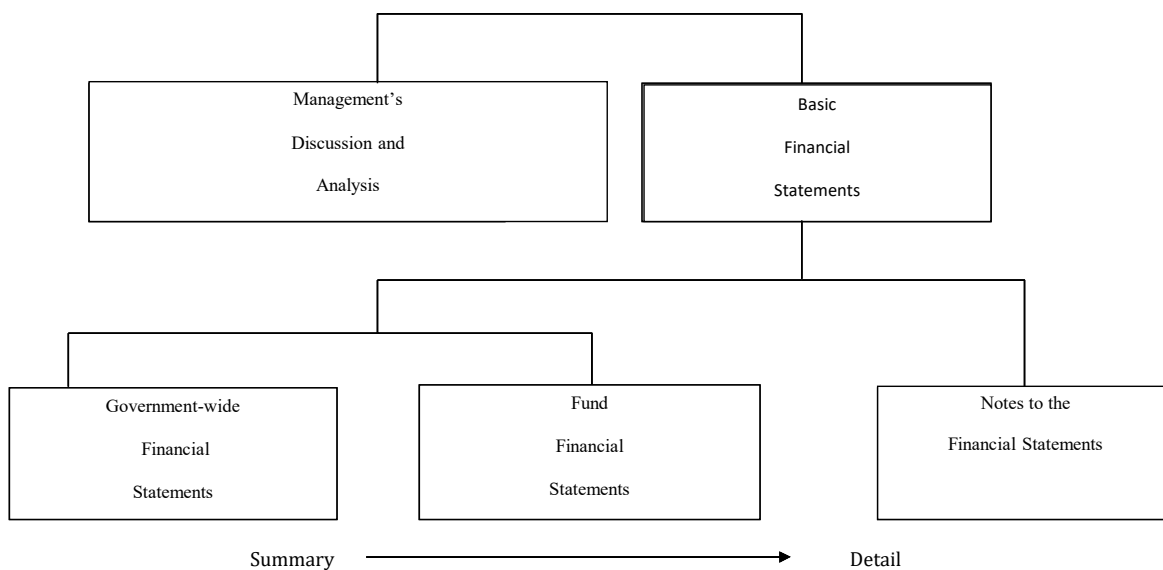 Management’s
Discussion and
Analysis
Basic
Financial
Statements
Government-wide
Financial
Statements
Fund
Financial
Statements
Notes to the
Financial Statements
Summary
Detail